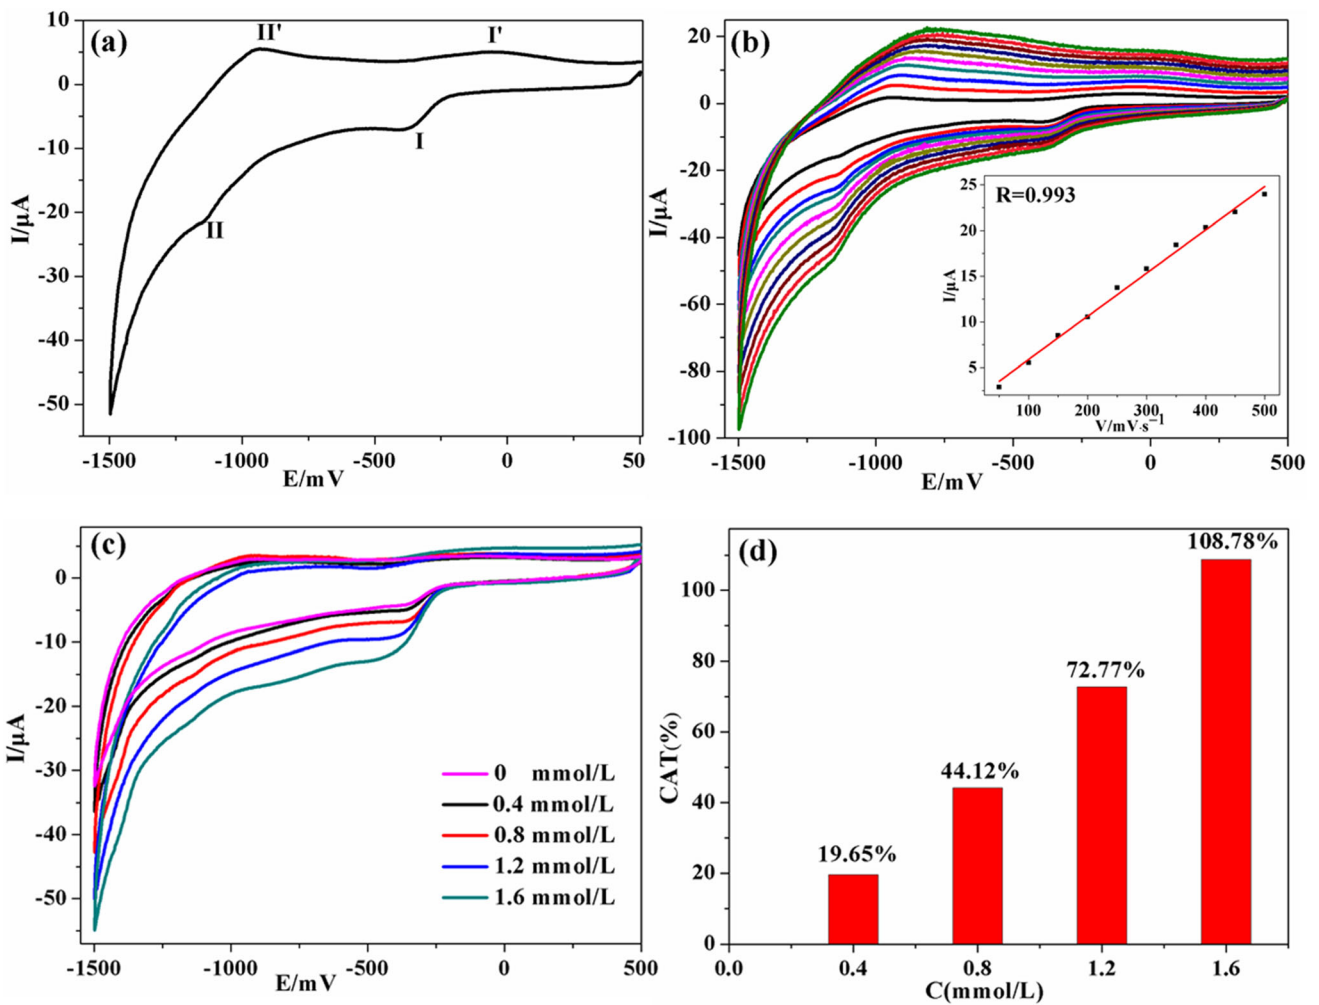 (a)
10
0
-10
-20
-30
-40
-50
I/μA
II'
I'
I
II
-1500 -1000 -500 0 50
E/mV
(b)
20
0
-20
-40
-60
-80
-100
I/μA
R=0.993
25
20
15
10
5
I/μA
100 200 300 400 500
V/mV·s⁻¹
-1500 -1000 -500 0 500
E/mV
(c)
0
-10
-20
-30
-40
-50
I/μA
0 mmol/L
0.4 mmol/L
0.8 mmol/L
1.2 mmol/L
1.6 mmol/L
-1500 -1000 -500 0 500
E/mV
(d)
100
80
60
40
20
0
CAT(%)
108.78%
72.77%
44.12%
19.65%
0.0 0.4 0.8 1.2 1.6
C(mmol/L)